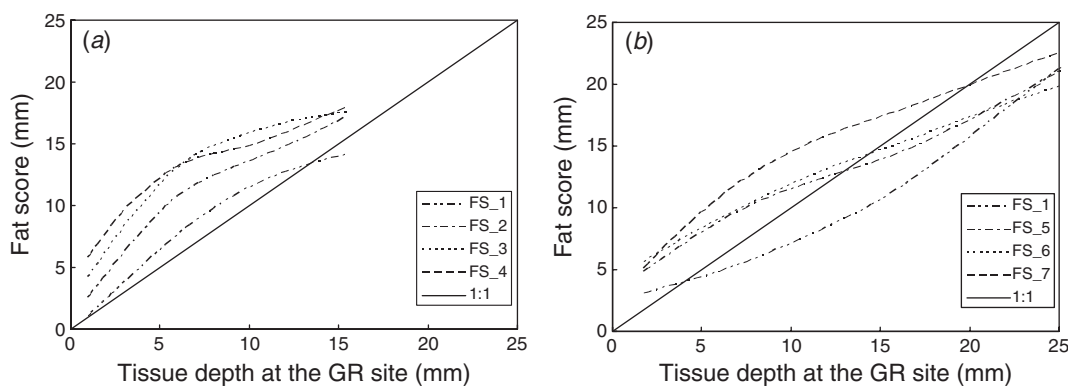 (a)
25
20
15
10
5
0
Fat score (mm)
0 5 10 15 20 25
Tissue depth at the GR site (mm)
FS_1
FS_2
FS_3
FS_4
1:1
(b)
25
20
15
10
5
0
Fat score (mm)
0 5 10 15 20 25
Tissue depth at the GR site (mm)
FS_1
FS_5
FS_6
FS_7
1:1